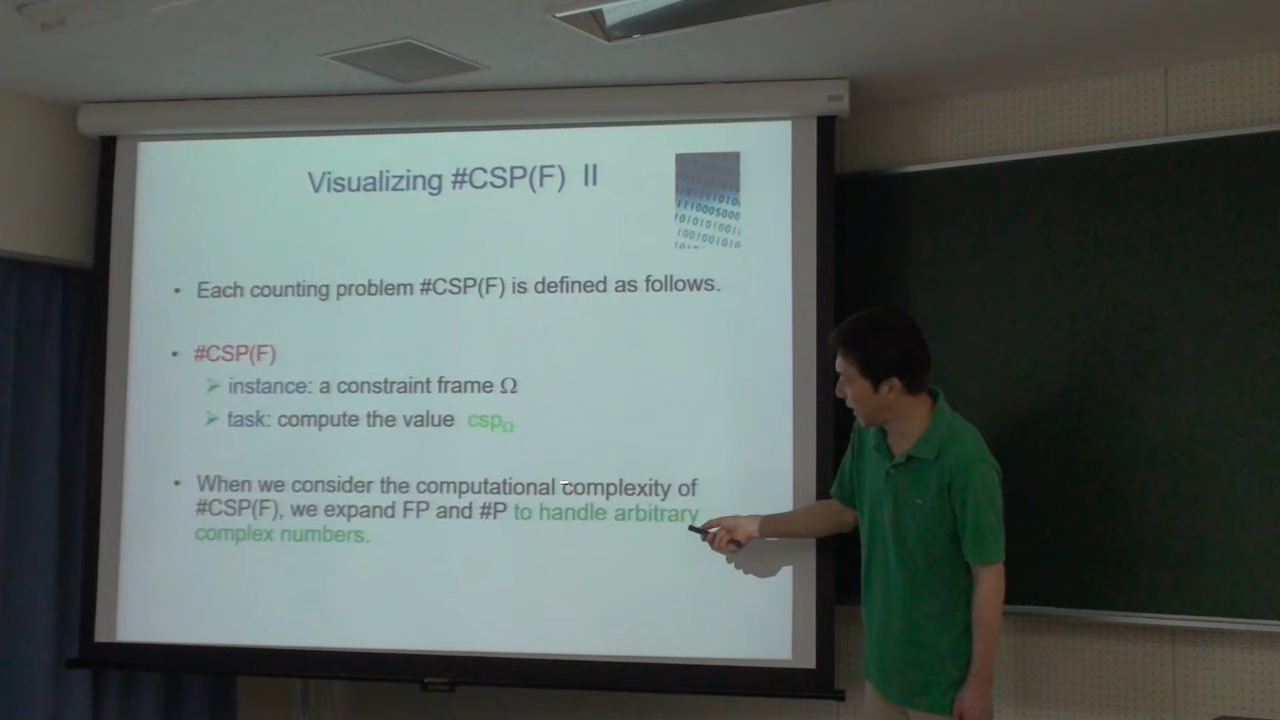 Visualizing #CSP(F) II
• Each counting problem #CSP(F) is defined as follows.
• #CSP(F)
➢ instance: a constraint frame Ω
➢ task: compute the value cspΩ
• When we consider the computational complexity of
#CSP(F), we expand FP and #P to handle arbitrary
complex numbers.